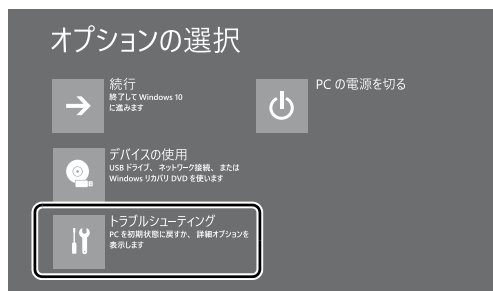 オプションの選択
続行
終了して Windows 10
に進みます
PC の電源を切る
デバイスの使用
USB ドライブ、ネットワーク接続、または
Windows リカバリ DVD を使います
トラブルシューティング
PC を初期状態に戻すか、詳細オプションを
表示します